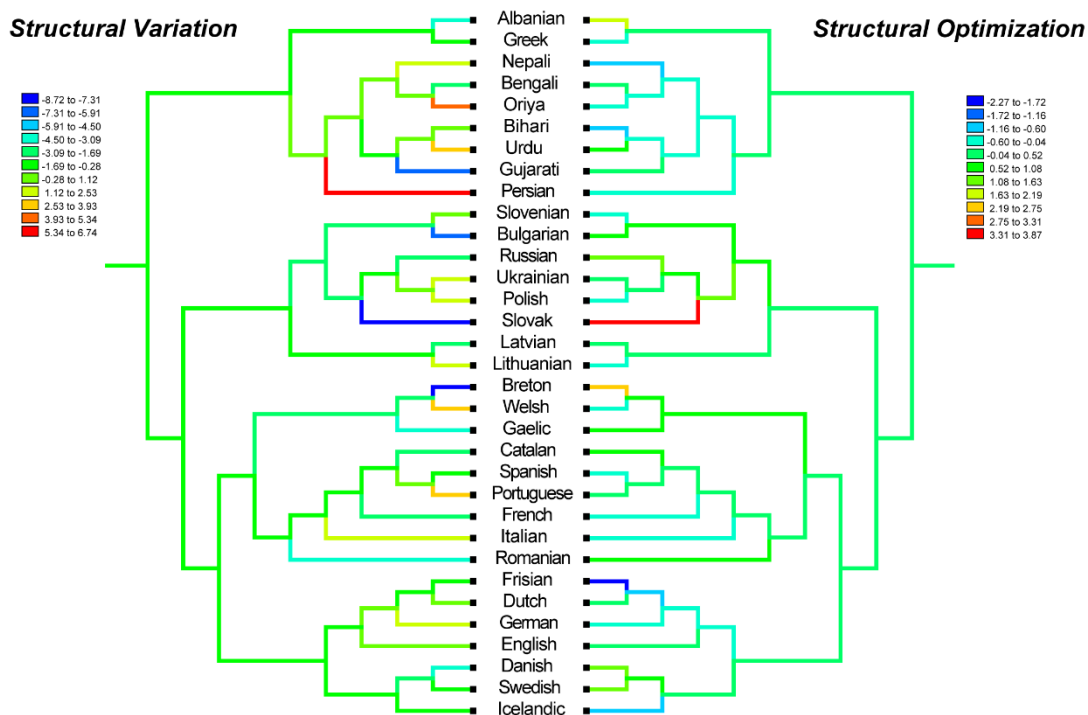 Structural Variation
-8.72 to -7.31
-7.31 to -5.91
-5.91 to -4.50
-4.50 to -3.09
-3.09 to -1.69
-1.69 to -0.28
-0.28 to 1.12
1.12 to 2.53
2.53 to 3.93
3.93 to 5.34
5.34 to 6.74
Albanian
Greek
Nepali
Bengali
Oriya
Bihari
Urdu
Gujarati
Persian
Slovenian
Bulgarian
Russian
Ukrainian
Polish
Slovak
Latvian
Lithuanian
Breton
Welsh
Gaelic
Catalan
Spanish
Portuguese
French
Italian
Romanian
Frisian
Dutch
German
English
Danish
Swedish
Icelandic
Structural Optimization
-2.27 to -1.72
-1.72 to -1.16
-1.16 to -0.60
-0.60 to -0.04
-0.04 to 0.52
0.52 to 1.08
1.08 to 1.63
1.63 to 2.19
2.19 to 2.75
2.75 to 3.31
3.31 to 3.87